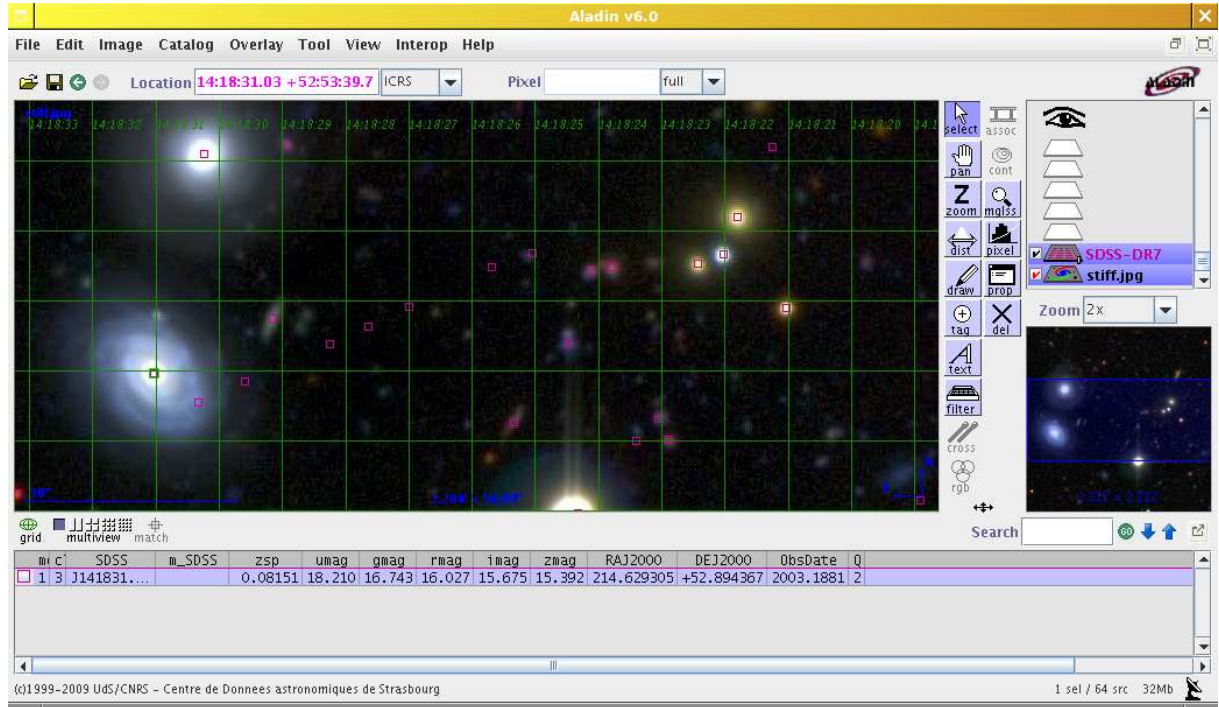 Aladin v6.0
File Edit Image Catalog Overlay Tool View Interop Help
Location 14:18:31.03 +52:53:39.7 ICRS Pixel full
14:18:33 14:18:32 14:18:31 14:18:30 14:18:29 14:18:28 14:18:27 14:18:26 14:18:25 14:18:24 14:18:23 14:18:22 14:18:21 14:18:20 14:1
select assoc
pan cont
zoom mglss
dist pixel
draw prop
tag del
text
filter
cross
rgb
SDSS-DR7
stiff.jpg
Zoom 2x
30"
N
E
grid multiview match
Search GO
SDSS m_SDSS zsp umag gmag rmag imag zmag RAJ2000 DEJ2000 ObsDate Q
1 3 J141831.... 0.08151 18.210 16.743 16.027 15.675 15.392 214.629305 +52.894367 2003.1881 2
(c)1999-2009 UdS/CNRS - Centre de Donnees astronomiques de Strasbourg
1 sel / 64 src 32Mb